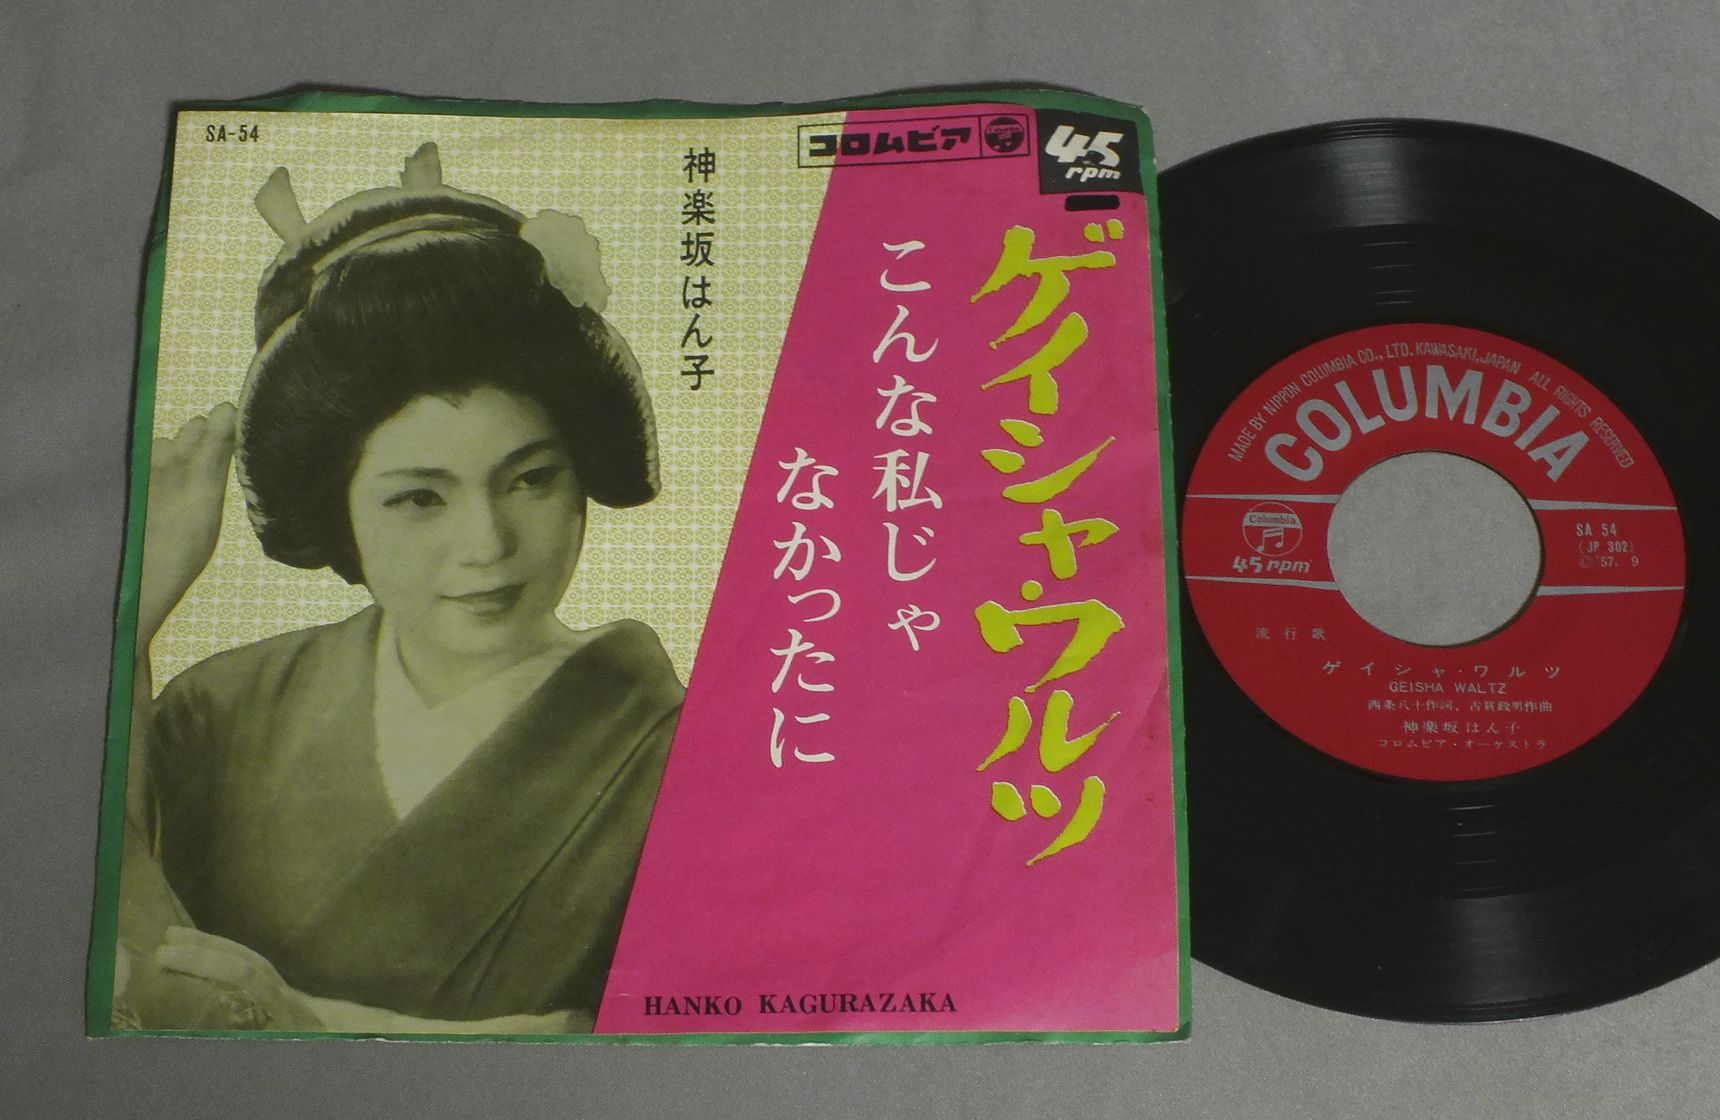 SA-54
神楽坂はん子
コロムビア
Columbia
45
rpm
ゲイシャ・ワルツ
こんな私じゃ
なかったに
HANKO KAGURAZAKA
MADE BY NIPPON COLUMBIA CO., LTD. KAWASAKI, JAPAN ALL RIGHTS RESERVED
COLUMBIA
Columbia
45 rpm
SA 54
(JP 302)
©'57. 9
流行歌
ゲイシャ・ワルツ
GEISHA WALTZ
西条八十作詞、古賀政男作曲
神楽坂はん子
コロムビア・オーケストラ